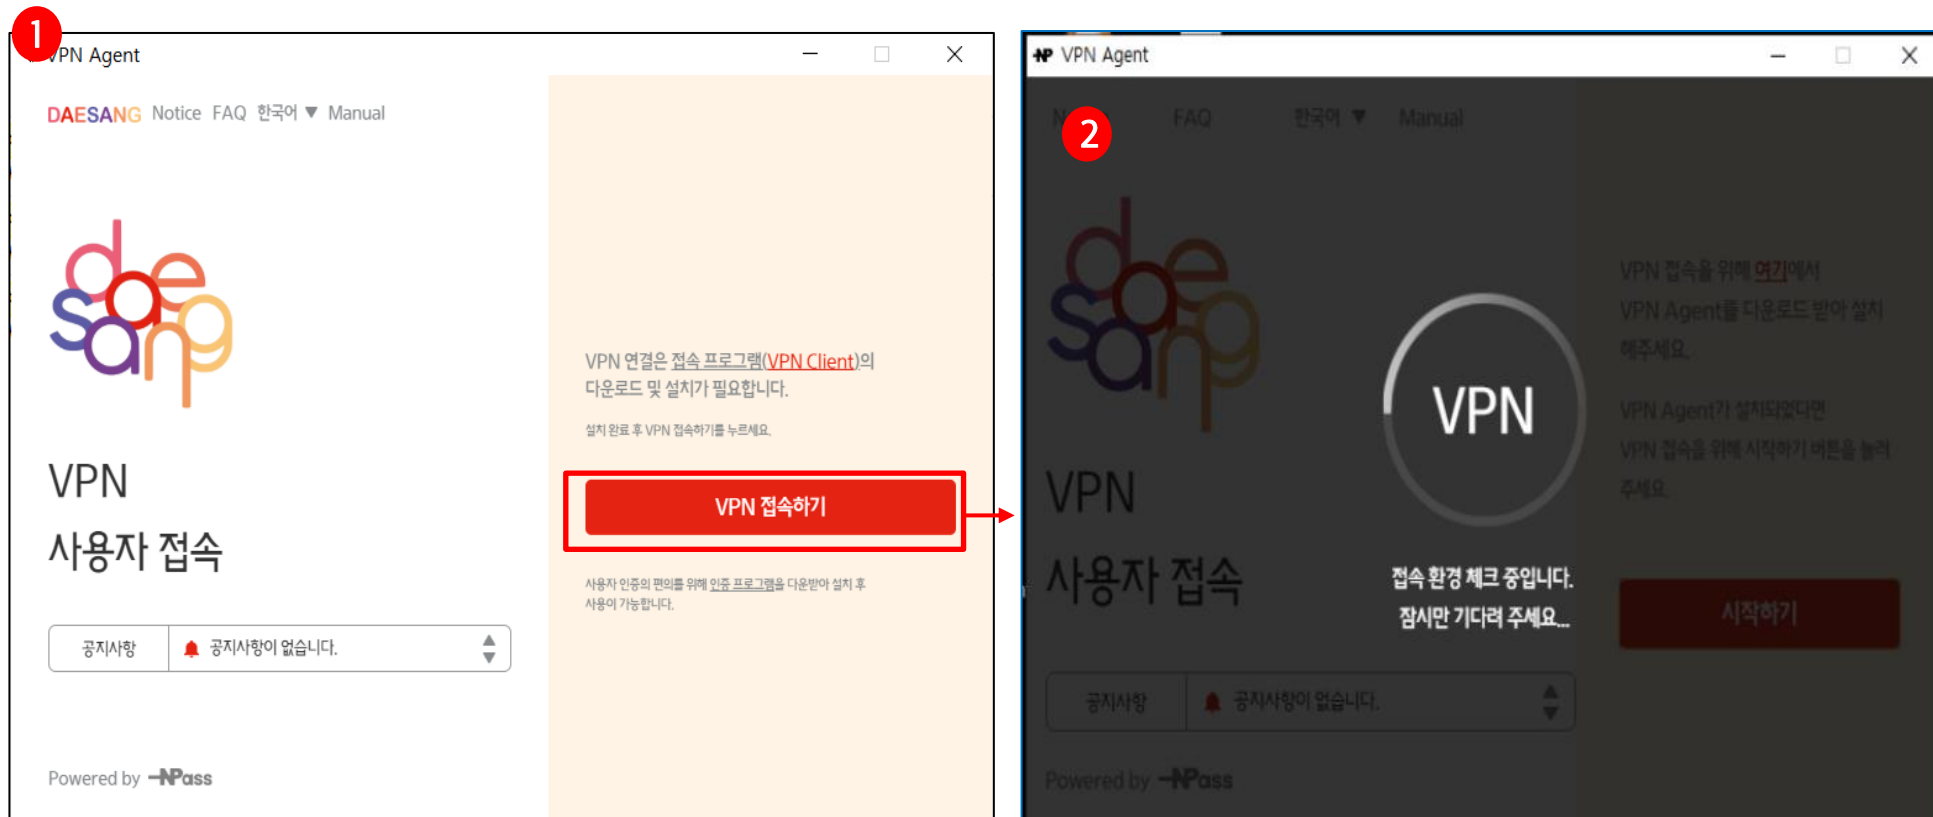 1
VPN Agent
DAESANG Notice FAQ 한국어 ▼ Manual
daesang
VPN
사용자 접속
공지사항 공지사항이 없습니다.
Powered by NPass
VPN 연결은 접속 프로그램(VPN Client)의
다운로드 및 설치가 필요합니다.
설치 완료 후 VPN 접속하기를 누르세요.
VPN 접속하기
사용자 인증의 편의를 위해 인증 프로그램을 다운받아 설치 후
사용이 가능합니다.
NP VPN Agent
2
FAQ 한국어 ▼ Manual
daesang
VPN
사용자 접속
공지사항 공지사항이 없습니다.
Powered by NPass
VPN
접속 환경 체크 중입니다.
잠시만 기다려 주세요...
VPN 접속을 위해 여기에서
VPN Agent를 다운로드 받아 설치
해주세요.
VPN Agent가 설치되었다면
VPN 접속을 위해 시작하기 버튼을 눌러
주세요.
시작하기